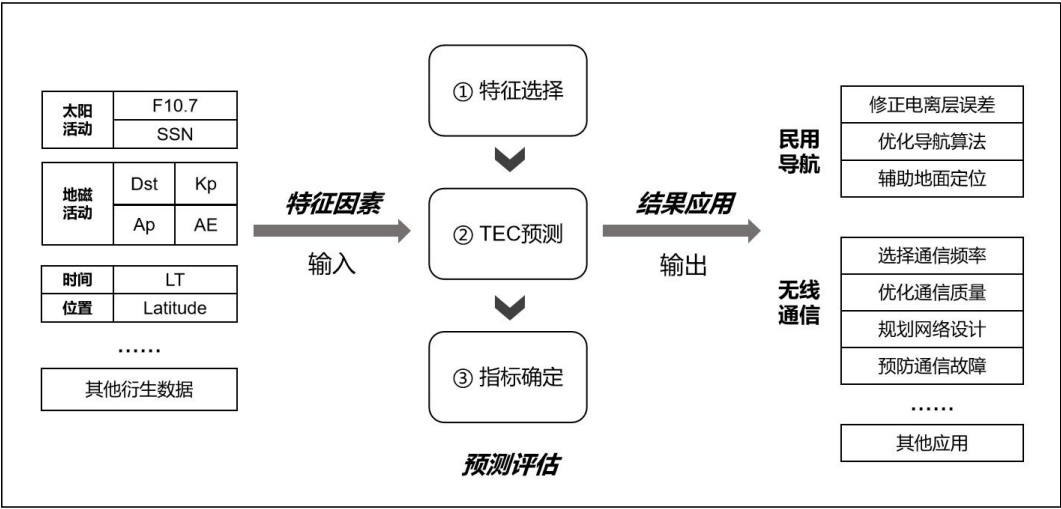 太阳
活动
F10.7
SSN
地磁
活动
Dst
Kp
Ap
AE
时间
LT
位置
Latitude
......
其他衍生数据
特征因素
输入
① 特征选择
② TEC预测
③ 指标确定
预测评估
结果应用
输出
民用
导航
修正电离层误差
优化导航算法
辅助地面定位
无线
通信
选择通信频率
优化通信质量
规划网络设计
预防通信故障
......
其他应用